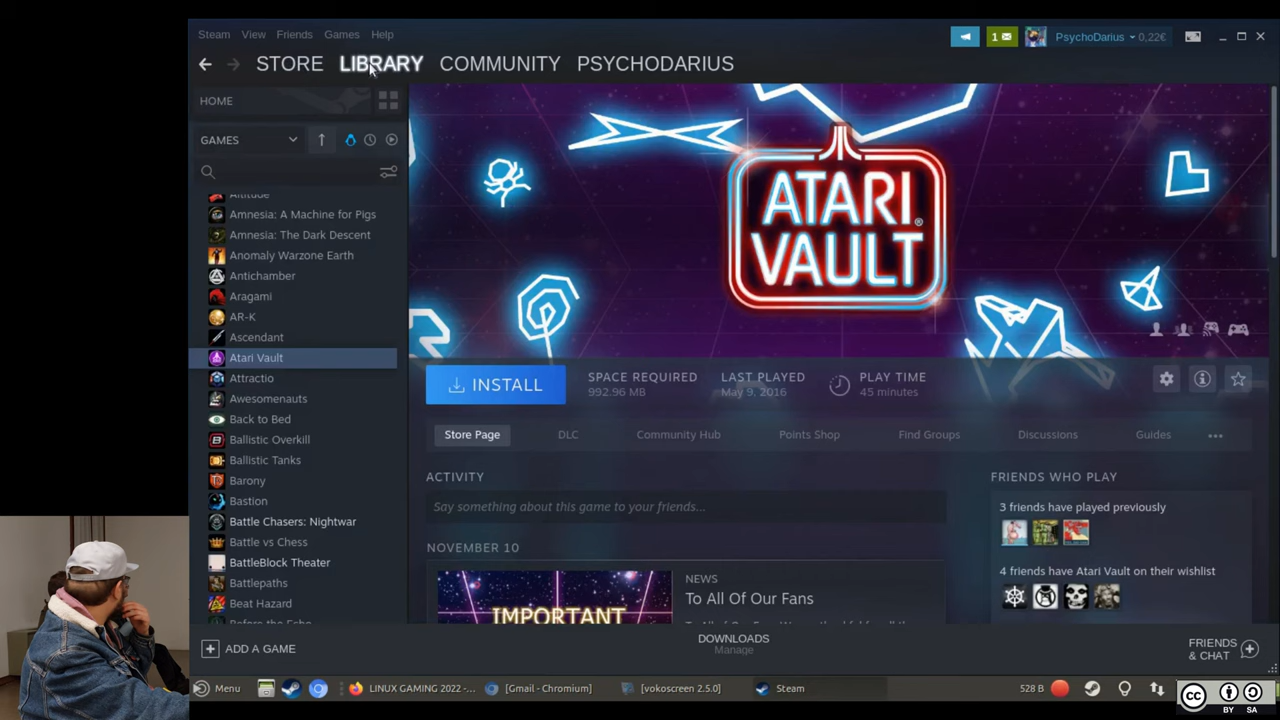 Steam View Friends Games Help
1 PsychoDarius 0,22€
STORE LIBRARY COMMUNITY PSYCHODARIUS
HOME
GAMES
Altitude
Amnesia: A Machine for Pigs
Amnesia: The Dark Descent
Anomaly Warzone Earth
Antichamber
Aragami
AR-K
Ascendant
Atari Vault
Attractio
Awesomenauts
Back to Bed
Ballistic Overkill
Ballistic Tanks
Barony
Bastion
Battle Chasers: Nightwar
Battle vs Chess
BattleBlock Theater
Battlepaths
Beat Hazard
Before the Echo
ATARI
VAULT®
INSTALL
SPACE REQUIRED
992.96 MB
LAST PLAYED
May 9, 2016
PLAY TIME
45 minutes
Store Page DLC Community Hub Points Shop Find Groups Discussions Guides ...
ACTIVITY
Say something about this game to your friends...
NOVEMBER 10
IMPORTANT
NEWS
To All Of Our Fans
FRIENDS WHO PLAY
3 friends have played previously
4 friends have Atari Vault on their wishlist
+ ADD A GAME
DOWNLOADS
Manage
FRIENDS
& CHAT
Menu LINUX GAMING 2022 -... [Gmail - Chromium] [vokoscreen 2.5.0] Steam 528 B
CC BY SA